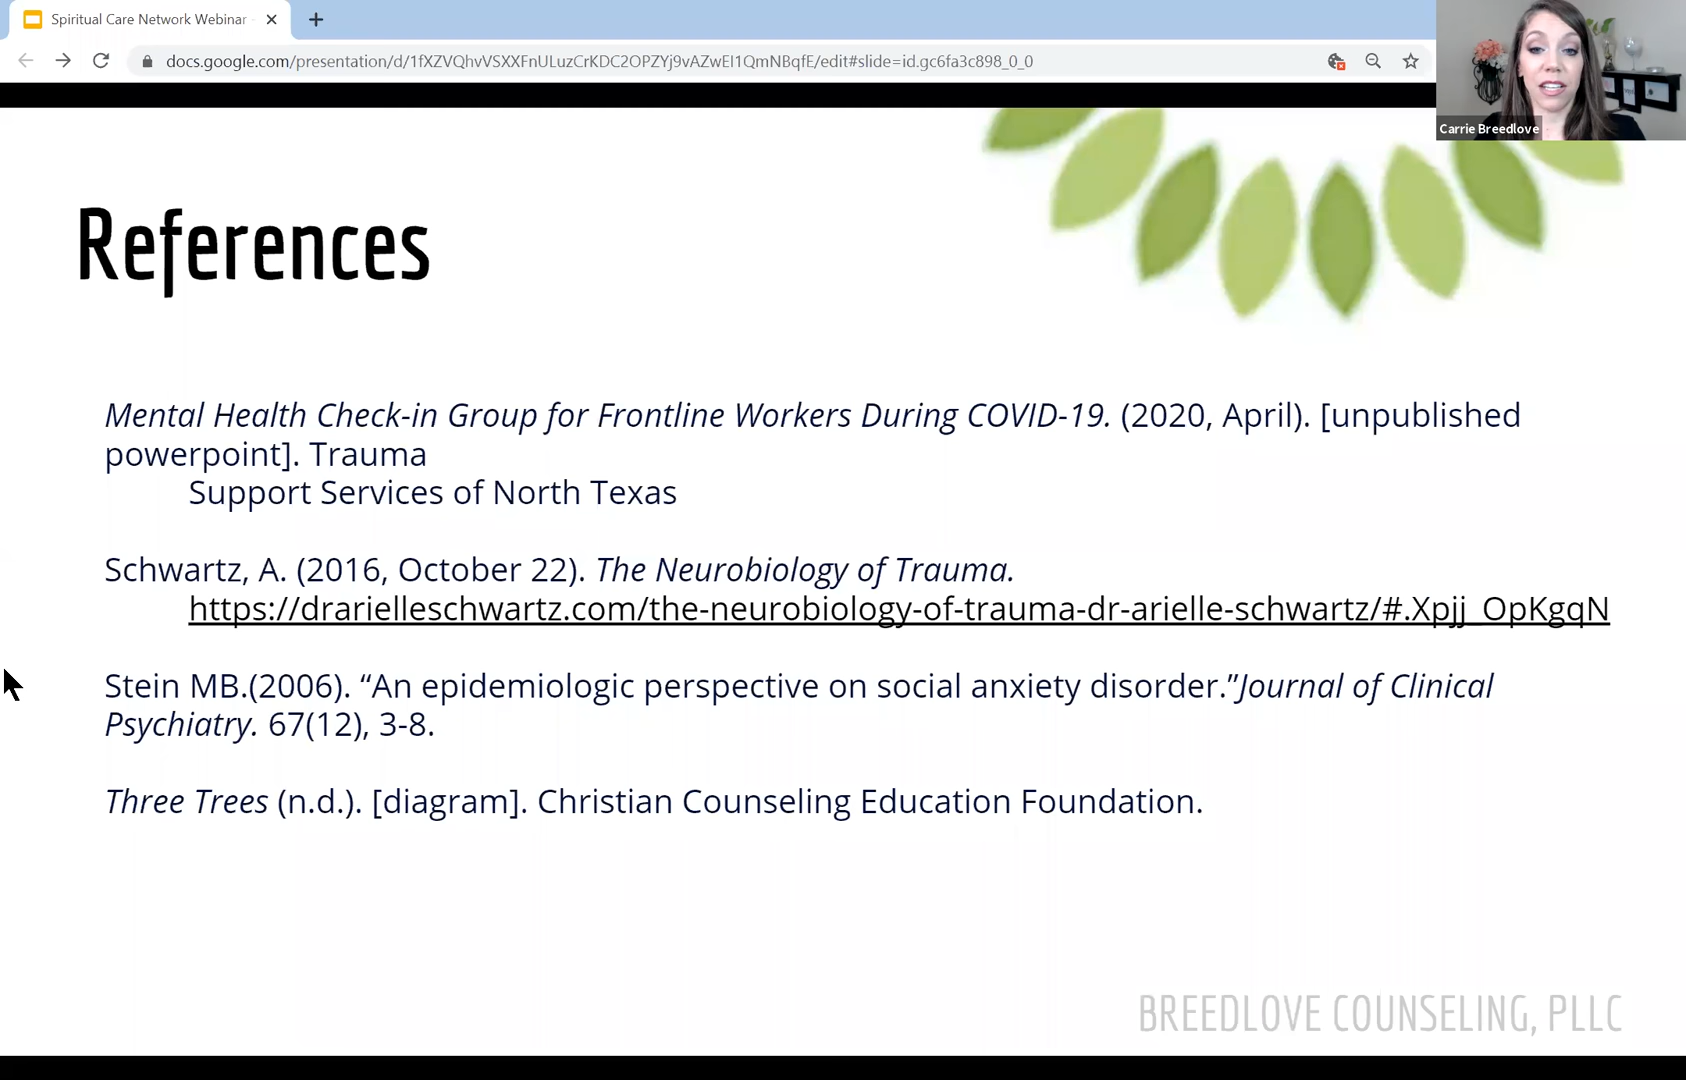 Spiritual Care Network Webinar
docs.google.com/presentation/d/1fXZVQhvVSXXFnULuzCrKDC2OPZYj9vAZwEI1QmNBqfE/edit#slide=id.gc6fa3c898_0_0
Carrie Breedlove
References
Mental Health Check-in Group for Frontline Workers During COVID-19. (2020, April). [unpublished
powerpoint]. Trauma
Support Services of North Texas
Schwartz, A. (2016, October 22). The Neurobiology of Trauma.
https://drarielleschwartz.com/the-neurobiology-of-trauma-dr-arielle-schwartz/#.Xpjj_OpKgqN
Stein MB.(2006). “An epidemiologic perspective on social anxiety disorder.”Journal of Clinical
Psychiatry. 67(12), 3-8.
Three Trees (n.d.). [diagram]. Christian Counseling Education Foundation.
BREEDLOVE COUNSELING, PLLC